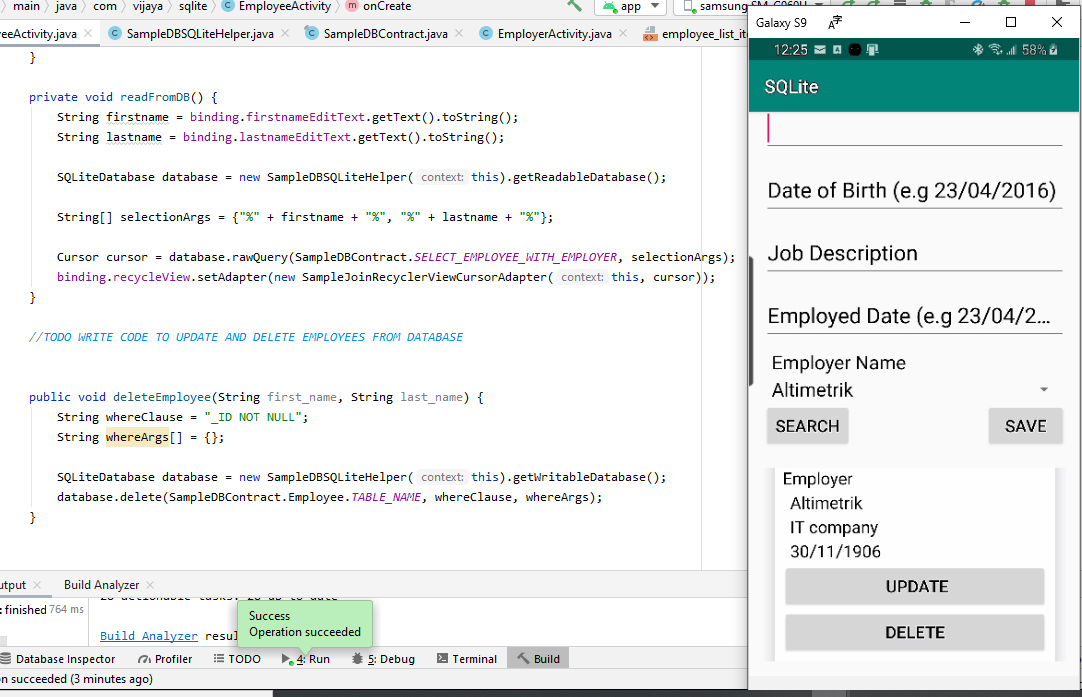 main java com vijaya sqlite EmployeeActivity onCreate app samsung
eeActivity.java SampleDBSQLiteHelper.java SampleDBContract.java EmployerActivity.java employee_list_ite
}
private void readFromDB() {
String firstname = binding.firstnameEditText.getText().toString();
String lastname = binding.lastnameEditText.getText().toString();
SQLiteDatabase database = new SampleDBSQLiteHelper( context: this).getReadableDatabase();
String[] selectionArgs = {"%" + firstname + "%", "%" + lastname + "%"};
Cursor cursor = database.rawQuery(SampleDBContract.SELECT_EMPLOYEE_WITH_EMPLOYER, selectionArgs);
binding.recycleView.setAdapter(new SampleJoinRecyclerViewCursorAdapter( context: this, cursor));
}
//TODO WRITE CODE TO UPDATE AND DELETE EMPLOYEES FROM DATABASE
public void deleteEmployee(String first_name, String last_name) {
String whereClause = "_ID NOT NULL";
String whereArgs[] = {};
SQLiteDatabase database = new SampleDBSQLiteHelper( context: this).getWritableDatabase();
database.delete(SampleDBContract.Employee.TABLE_NAME, whereClause, whereArgs);
}
utput Build Analyzer
: finished 764 ms
Build Analyzer resul
Success
Operation succeeded
Database Inspector Profiler TODO 4: Run 5: Debug Terminal Build
n succeeded (3 minutes ago)
Galaxy S9
12:25 58%
SQLite
Date of Birth (e.g 23/04/2016)
Job Description
Employed Date (e.g 23/04/2...
Employer Name
Altimetrik
SEARCH SAVE
Employer
Altimetrik
IT company
30/11/1906
UPDATE
DELETE